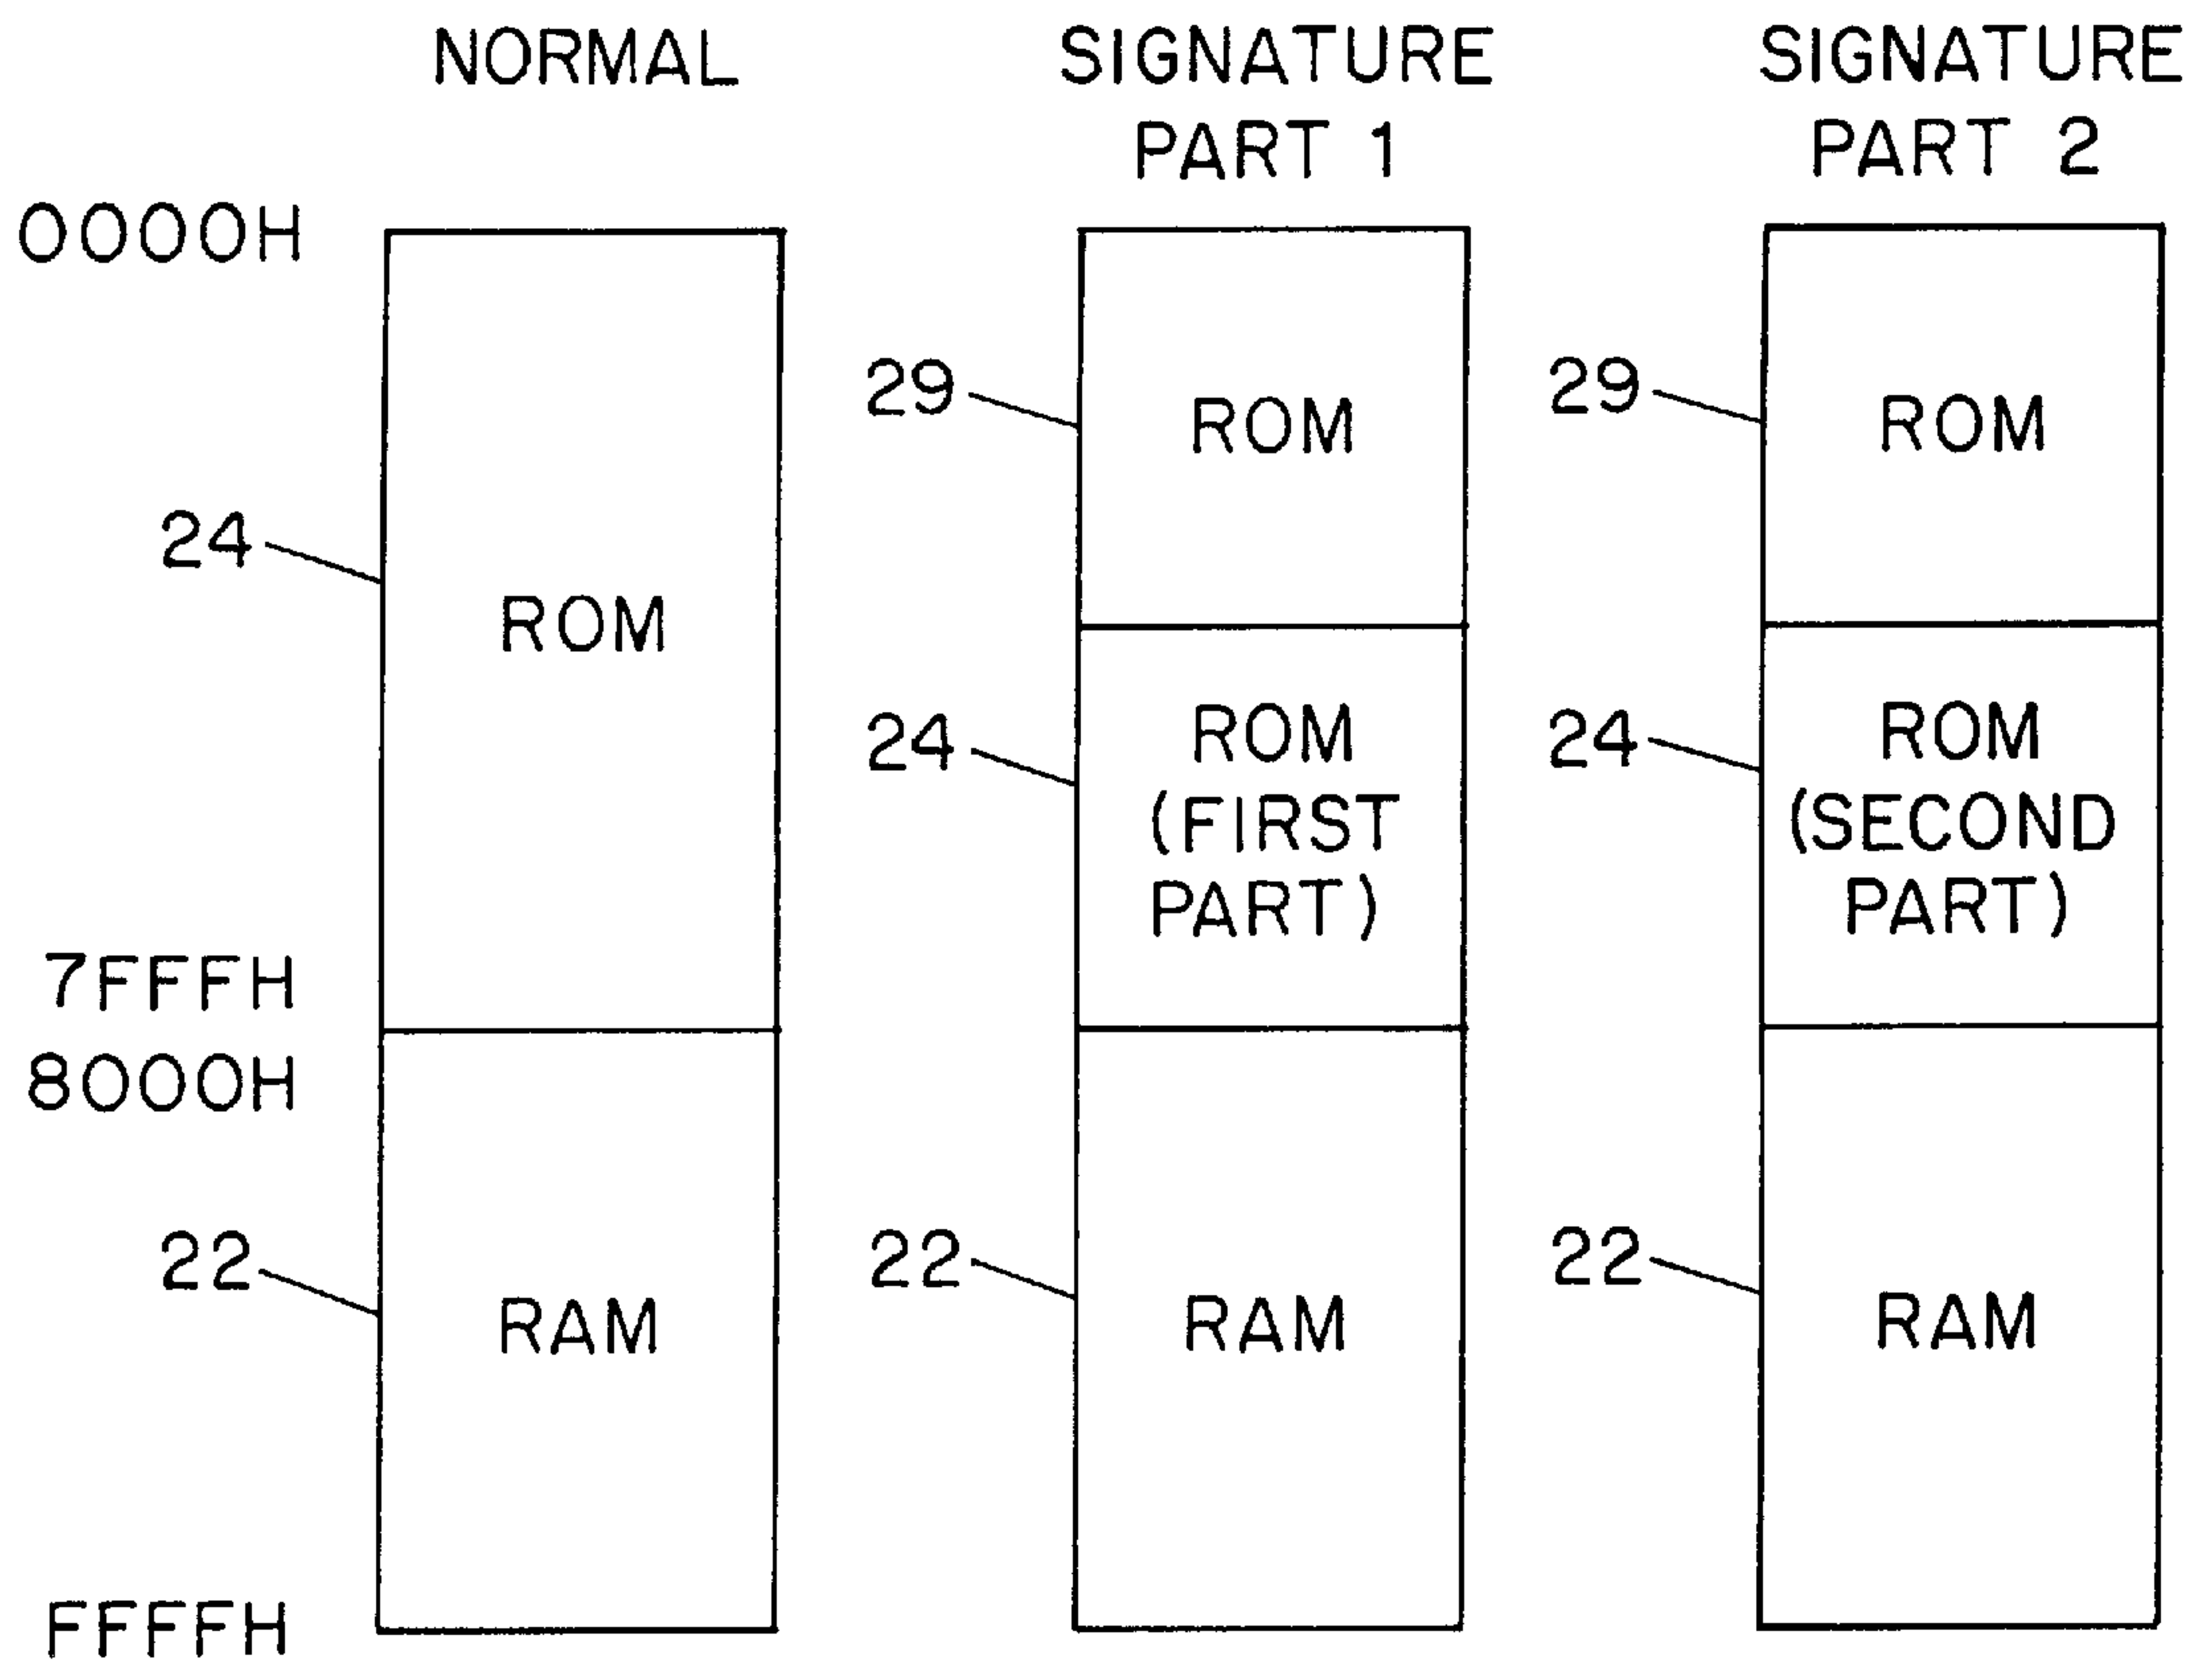 NORMAL
SIGNATURE
PART 1
SIGNATURE
PART 2
0000H
24
ROM
7FFFH
8000H
22
RAM
FFFFH
29
ROM
24
ROM
(FIRST
PART)
22
RAM
29
ROM
24
ROM
(SECOND
PART)
22
RAM